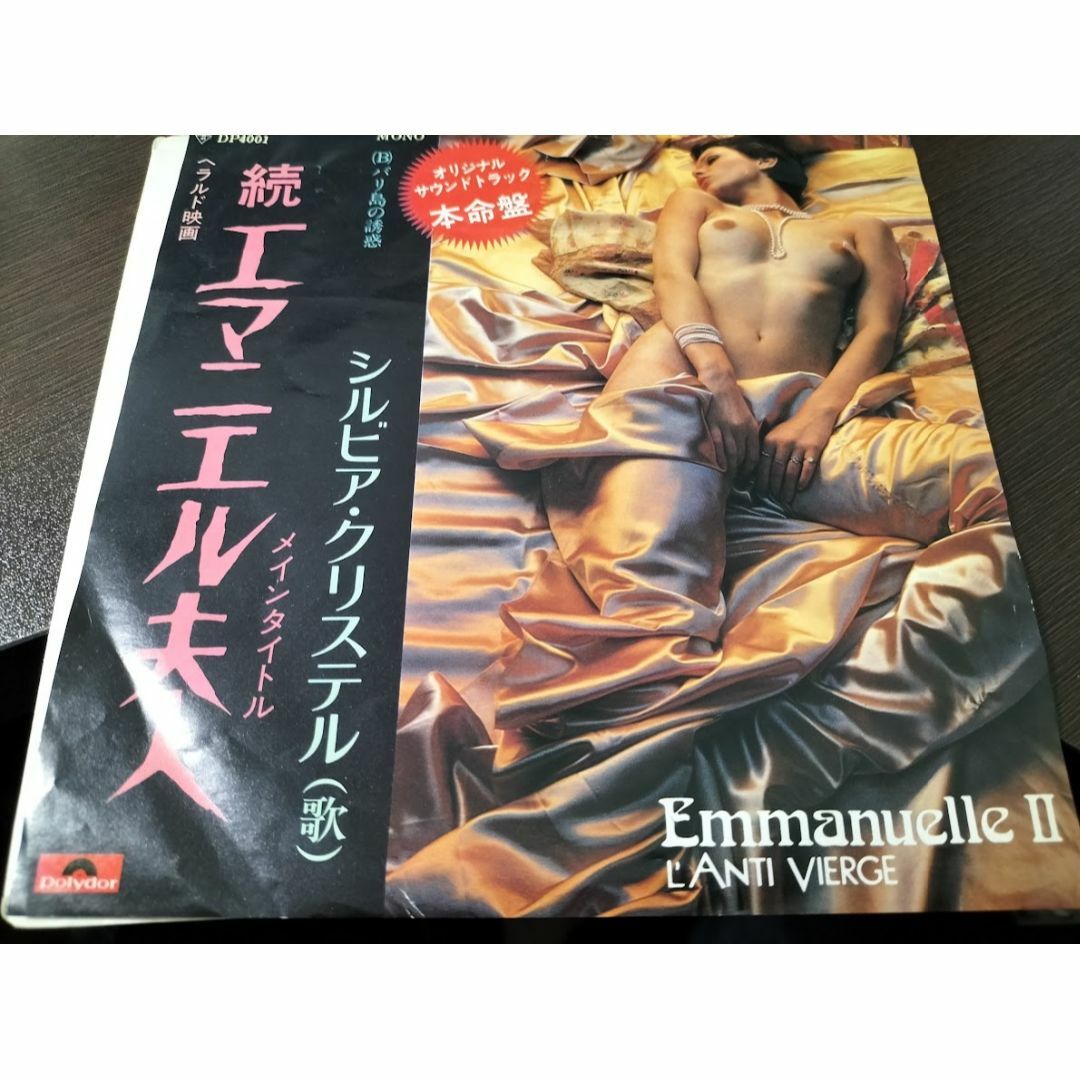 DP4001
MONO
ヘラルド映画
続エマニエル夫人
メインタイトル
(B)バリ島の誘惑
シルビア・クリステル(歌)
オリジナル
サウンドトラック
本命盤
Emmanuelle II
L'ANTI VIERGE
Polydor